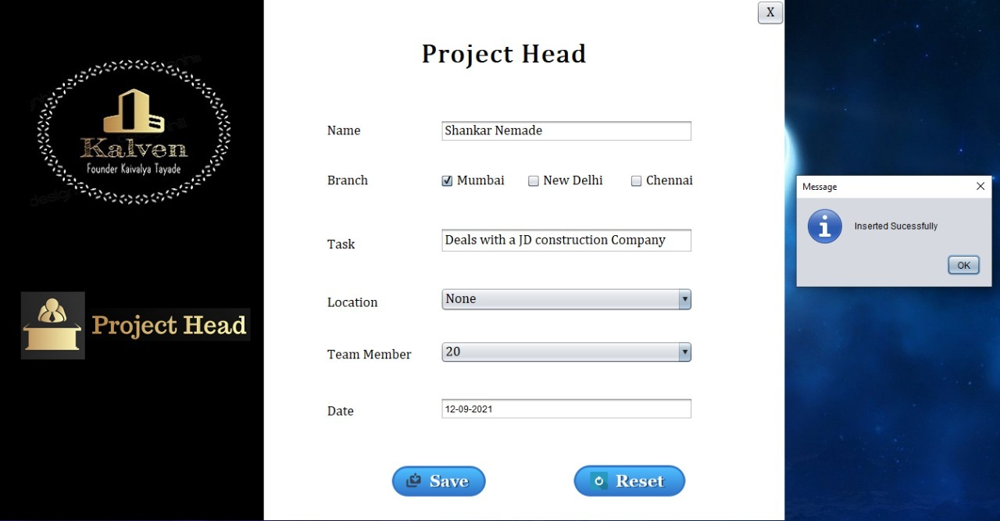 X
Project Head
Kalven
Founder Kaivalya Tayade
Project Head
Name Shankar Nemade
Branch Mumbai New Delhi Chennai
Task Deals with a JD construction Company
Location None
Team Member 20
Date 12-09-2021
Save Reset
Message
Inserted Sucessfully
OK